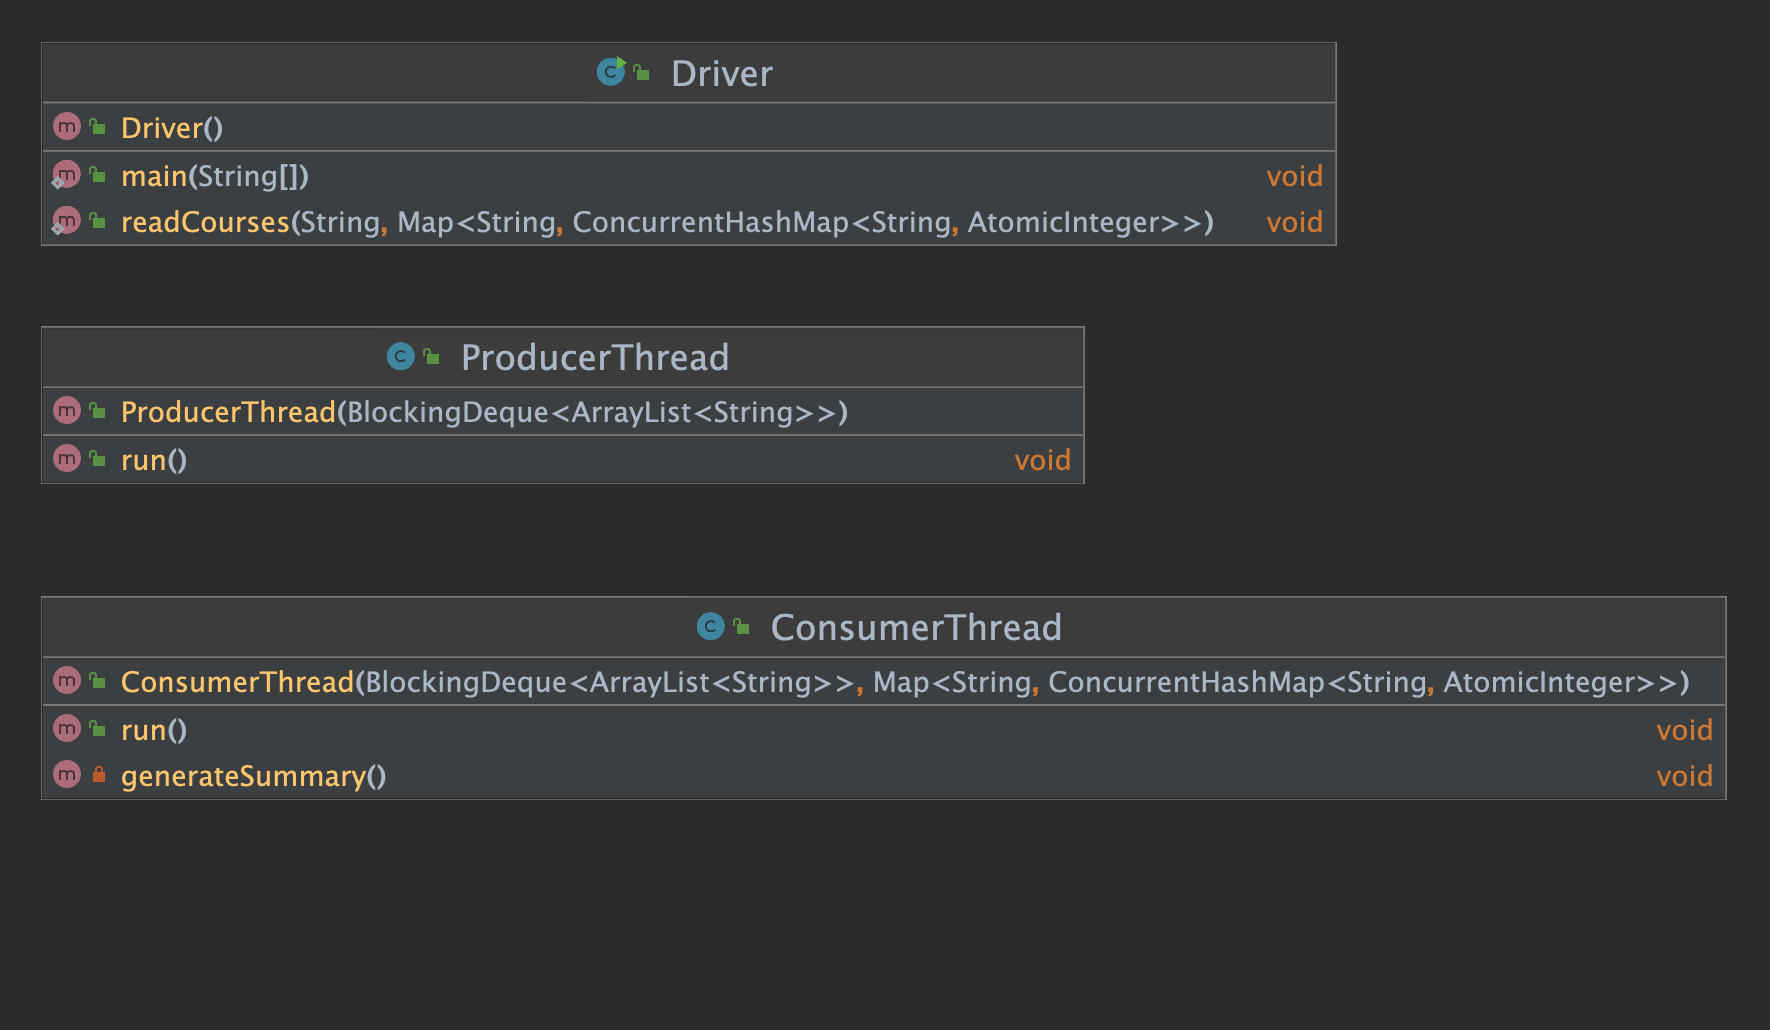 Driver
Driver()
main(String[]) void
readCourses(String, Map<String, ConcurrentHashMap<String, AtomicInteger>>) void
ProducerThread
ProducerThread(BlockingDeque<ArrayList<String>>)
run() void
ConsumerThread
ConsumerThread(BlockingDeque<ArrayList<String>>, Map<String, ConcurrentHashMap<String, AtomicInteger>>)
run() void
generateSummary() void